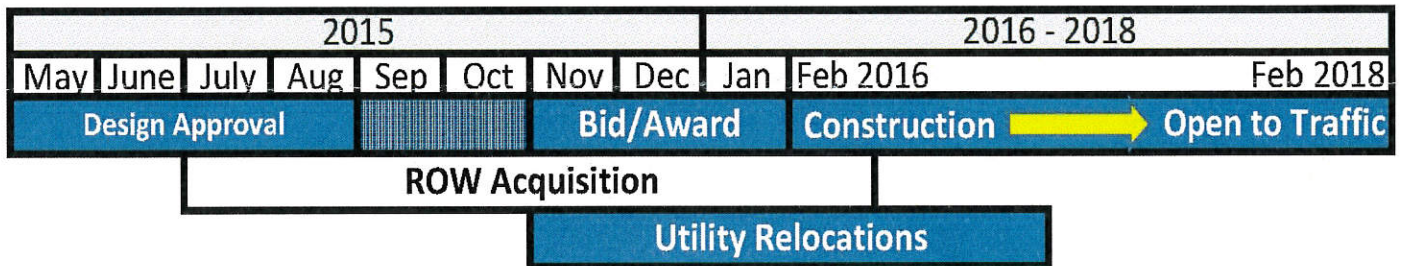 2015 2016 - 2018
May June July Aug Sep Oct Nov Dec Jan Feb 2016 Feb 2018
Design Approval Bid/Award Construction Open to Traffic
ROW Acquisition
Utility Relocations